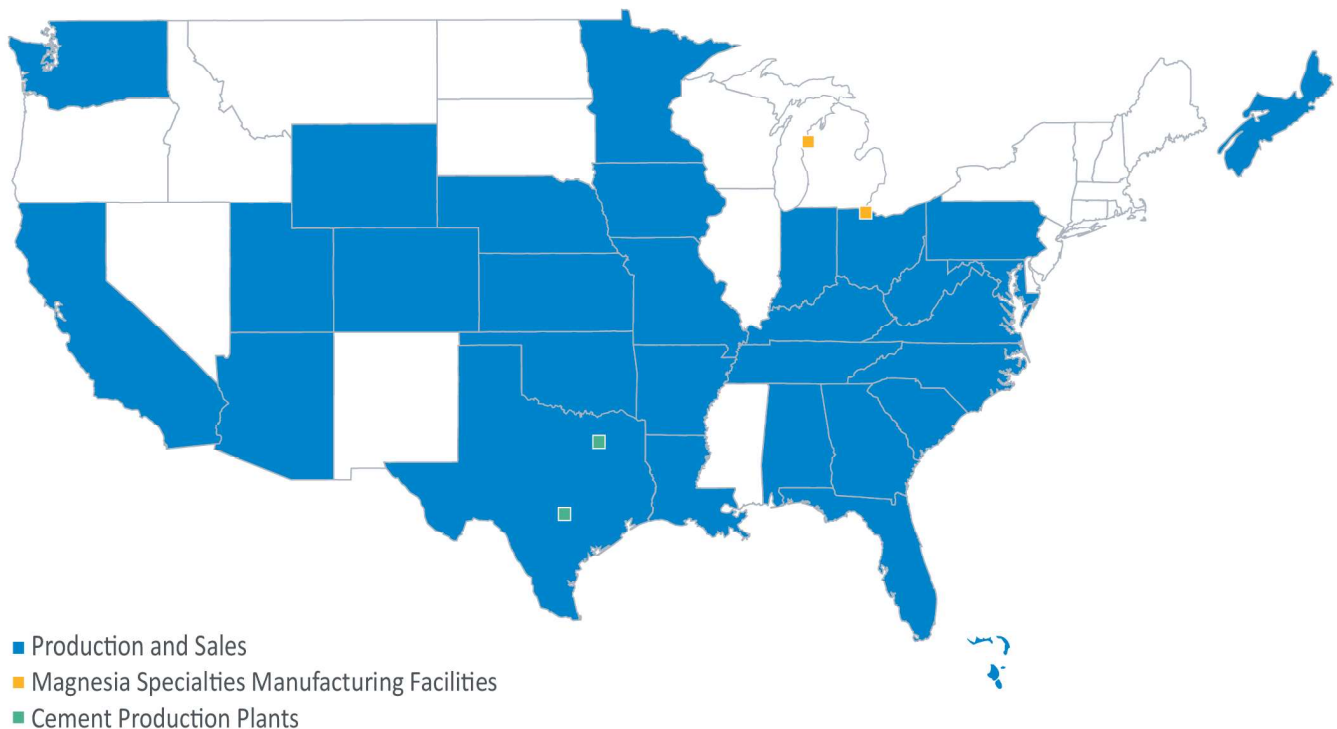 Production and Sales
Magnesia Specialties Manufacturing Facilities
Cement Production Plants